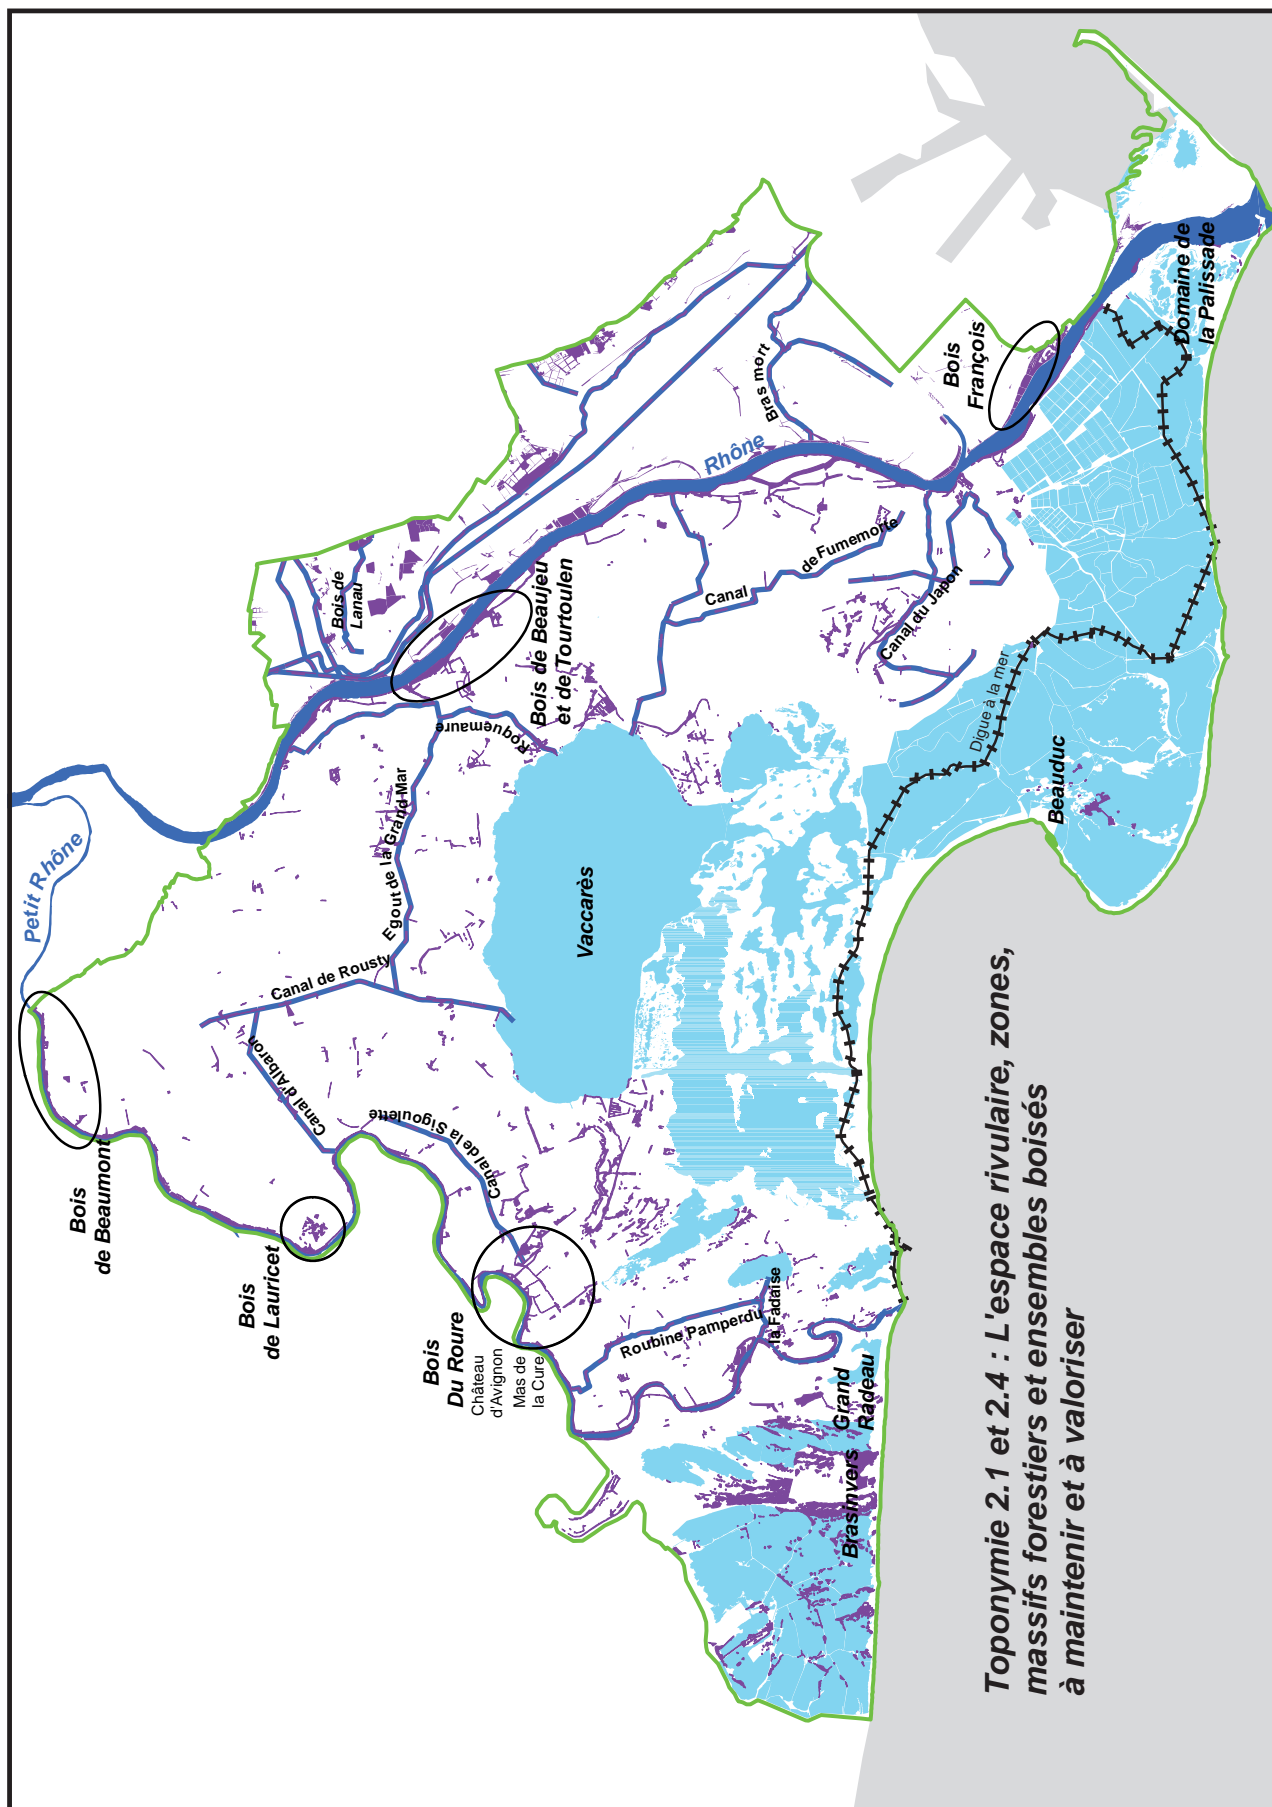 Petit Rhône
Bois
de Beaumont
Bois
de Lauricet
Bois
Du Roure
Château
d'Avignon
Mas de
la Cure
Canal d'Albaron
Canal de Rousty
Canal de la Sigoulette
Egout de la Grand Mar
Roquemaure
Bois de
Lanau
Bois de Beaujeu
et de Tourtoulen
Rhône
Bras mort
Canal
de Fumemorte
Canal du Japon
Bois
François
Domaine de
la Palissade
Digue à la mer
Beauduc
Vaccarès
Roubine Pamperdu
la Fadaise
Grand
Radeau
Brasinvers
Toponymie 2.1 et 2.4 : L'espace rivulaire, zones,
massifs forestiers et ensembles boisés
à maintenir et à valoriser